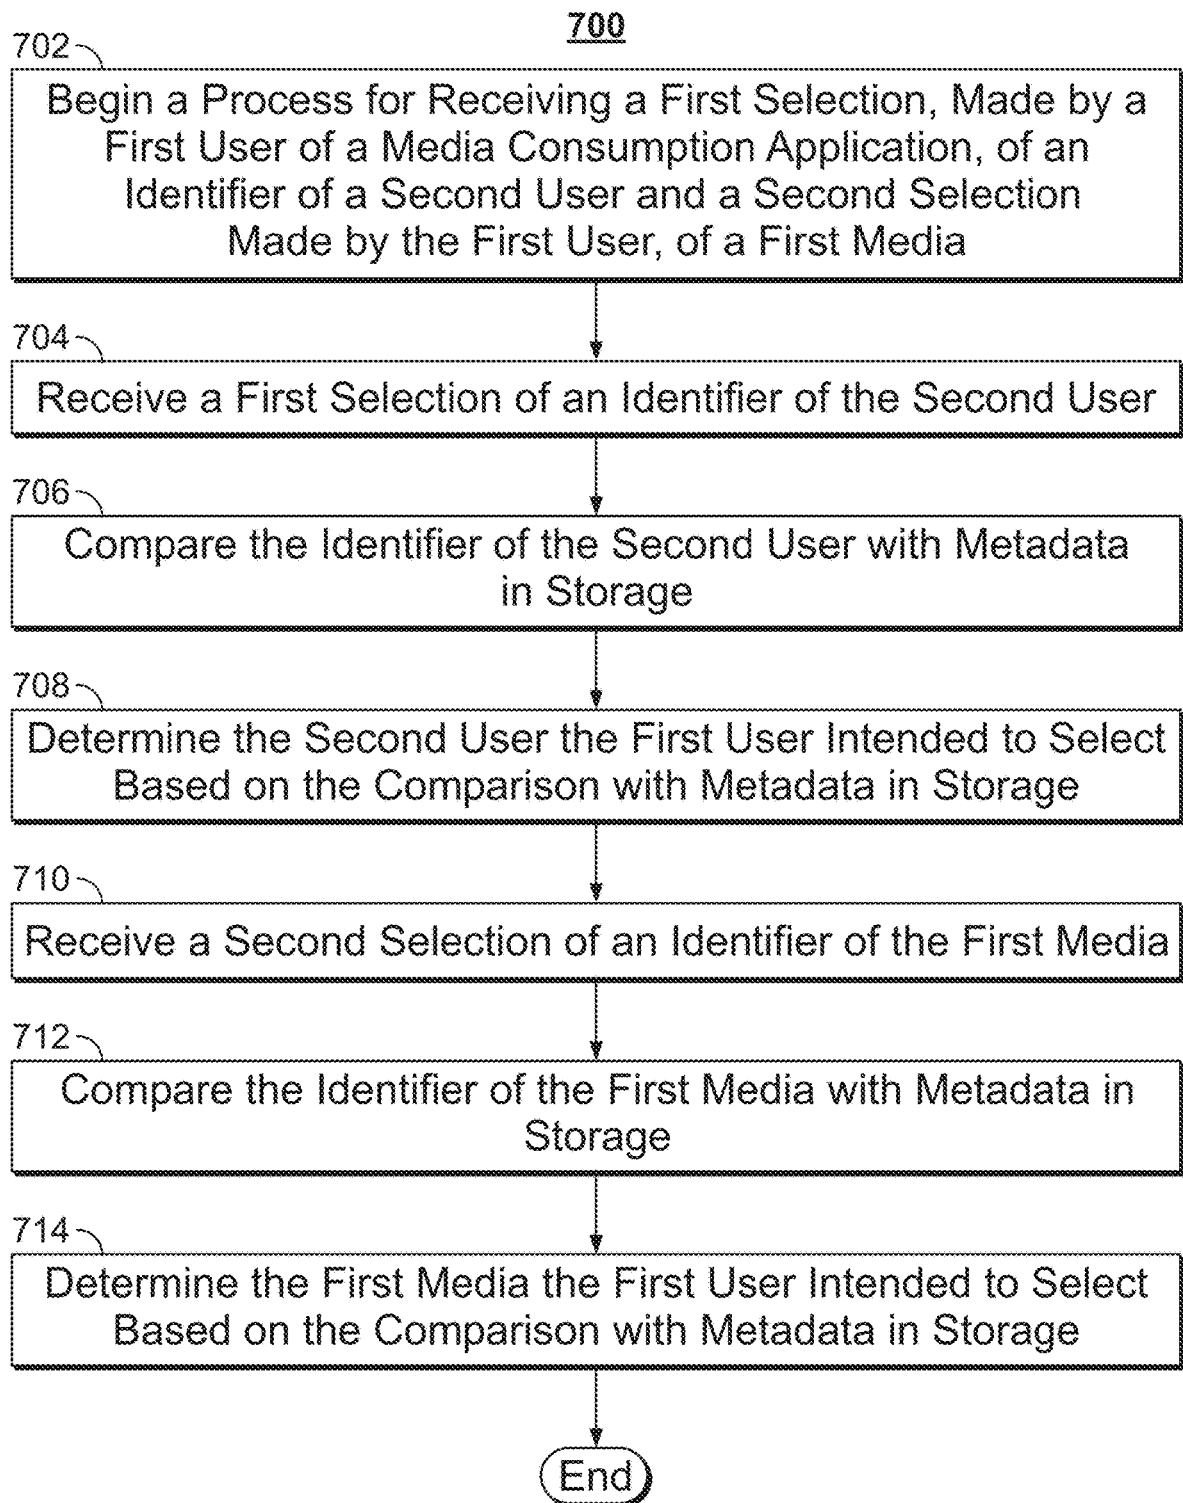 700
702
Begin a Process for Receiving a First Selection, Made by a
First User of a Media Consumption Application, of an
Identifier of a Second User and a Second Selection
Made by the First User, of a First Media
704
Receive a First Selection of an Identifier of the Second User
706
Compare the Identifier of the Second User with Metadata
in Storage
708
Determine the Second User the First User Intended to Select
Based on the Comparison with Metadata in Storage
710
Receive a Second Selection of an Identifier of the First Media
712
Compare the Identifier of the First Media with Metadata in
Storage
714
Determine the First Media the First User Intended to Select
Based on the Comparison with Metadata in Storage
End